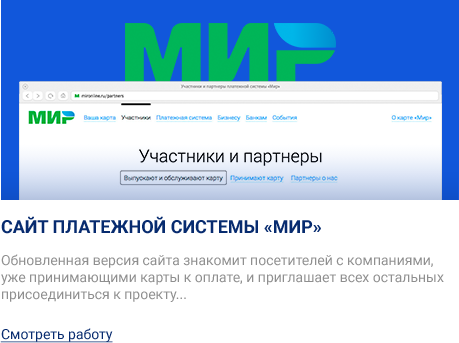 МИР
Участники и партнеры платежной системы «Мир»
mironline.ru/partners
МИР Ваша карта Участники Платежная система Бизнесу Банкам События О карте «Мир»
Участники и партнеры
Выпускают и обслуживают карту Принимают карту Партнеры о нас
САЙТ ПЛАТЕЖНОЙ СИСТЕМЫ «МИР»
Обновленная версия сайта знакомит посетителей с компаниями,
уже принимающими карты к оплате, и приглашает всех остальных
присоединиться к проекту...
Смотреть работу